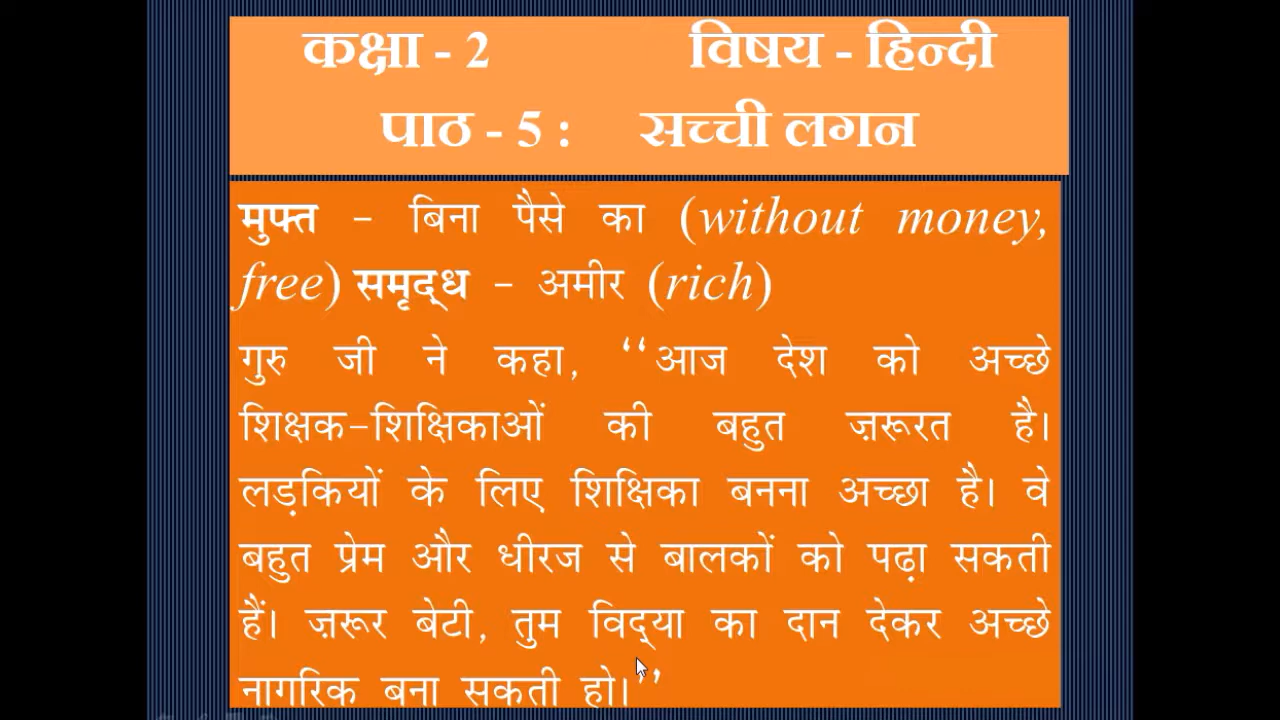 कक्षा - 2 विषय - हिन्दी
पाठ - 5 : सच्ची लगन
मुफ्त - बिना पैसे का (without money,
free) समृद्ध - अमीर (rich)
गुरु जी ने कहा, “आज देश को अच्छे
शिक्षक-शिक्षिकाओं की बहुत ज़रूरत है।
लड़कियों के लिए शिक्षिका बनना अच्छा है। वे
बहुत प्रेम और धीरज से बालकों को पढ़ा सकती
हैं। ज़रूर बेटी, तुम विद्‌या का दान देकर अच्छे
नागरिक बना सकती हो।”